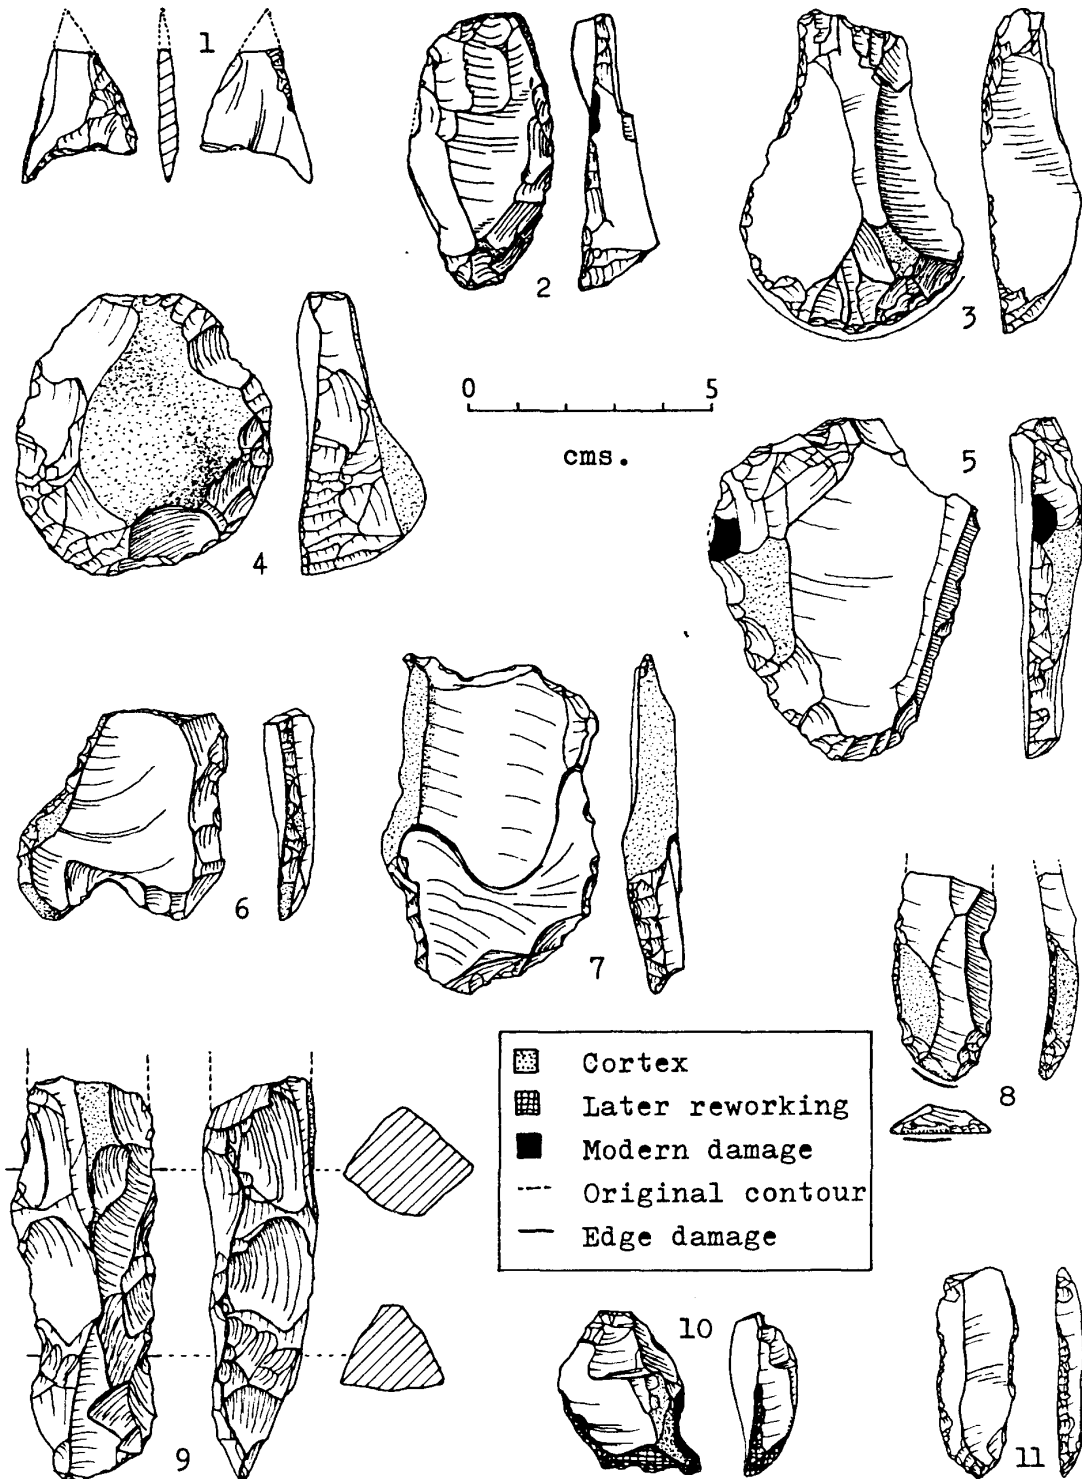 1
2
3
4
0 5
cms.
5
6
7
8
Cortex
Later reworking
Modern damage
Original contour
Edge damage
9
10
11